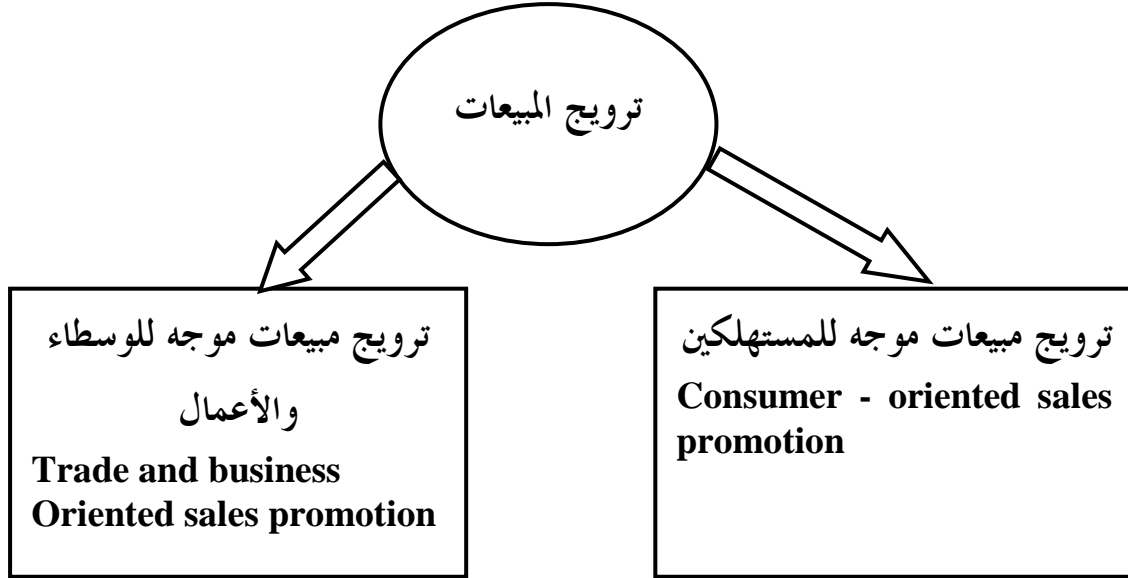 ترويج المبيعات
ترويج مبيعات موجه للمستهلكين
Consumer - oriented sales
promotion
ترويج مبيعات موجه للوسطاء
والأعمال
Trade and business
Oriented sales promotion